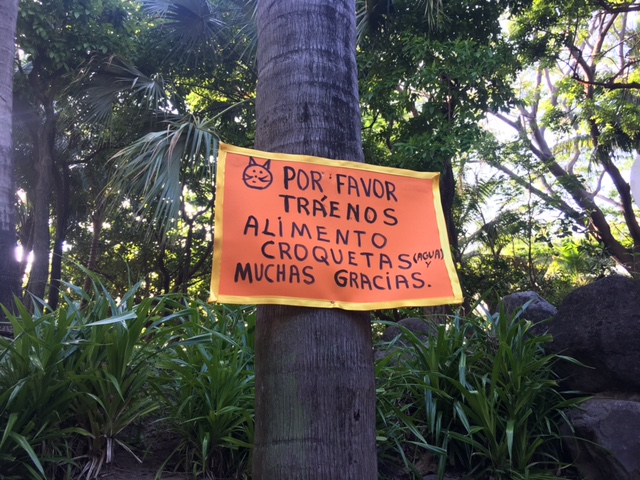 POR FAVOR
TRÁENOS
ALIMENTO
CROQUETAS (AGUA) Y
MUCHAS GRACIAS.